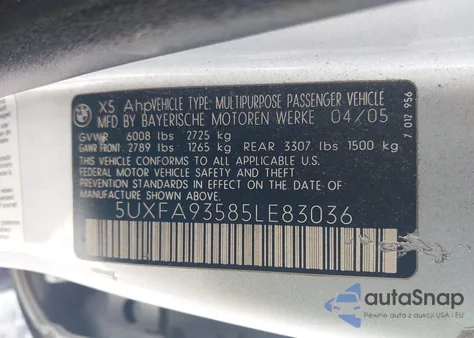 X5 Ahp VEHICLE TYPE: MULTIPURPOSE PASSENGER VEHICLE
MFD BY BAYERISCHE MOTOREN WERKE 04/05
GVWR 6008 lbs 2725 kg
GAWR FRONT 2789 lbs 1265 kg REAR 3307 lbs 1500 kg
THIS VEHICLE CONFORMS TO ALL APPLICABLE U.S.
FEDERAL MOTOR VEHICLE SAFETY AND THEFT
PREVENTION STANDARDS IN EFFECT ON THE DATE OF
MANUFACTURE SHOWN ABOVE
5UXFA93585LE83036
7 012 956
autoSnap
Pewne auta z aukcji USA i EU